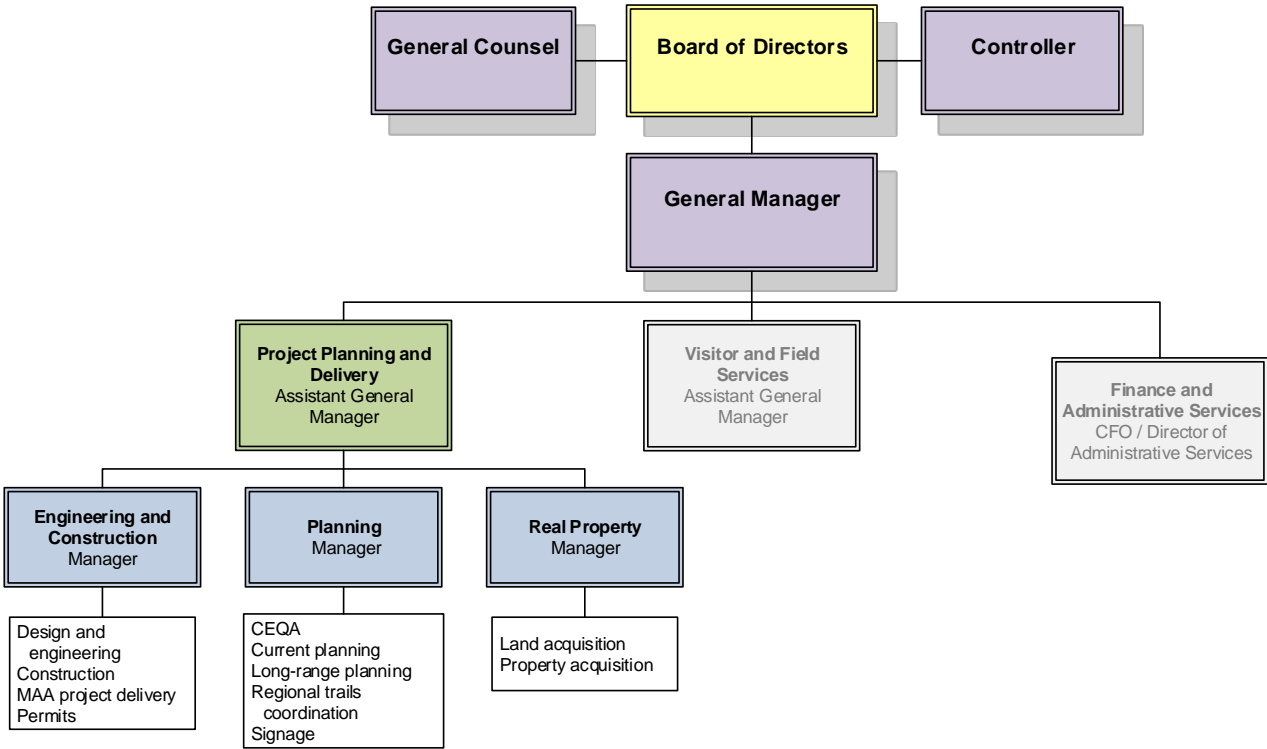 General Counsel
Board of Directors
Controller
General Manager
Project Planning and
Delivery
Assistant General
Manager
Visitor and Field
Services
Assistant General
Manager
Finance and
Administrative Services
CFO / Director of
Administrative Services
Engineering and
Construction
Manager
Planning
Manager
Real Property
Manager
Design and
engineering
Construction
MAA project delivery
Permits
CEQA
Current planning
Long-range planning
Regional trails
coordination
Signage
Land acquisition
Property acquisition